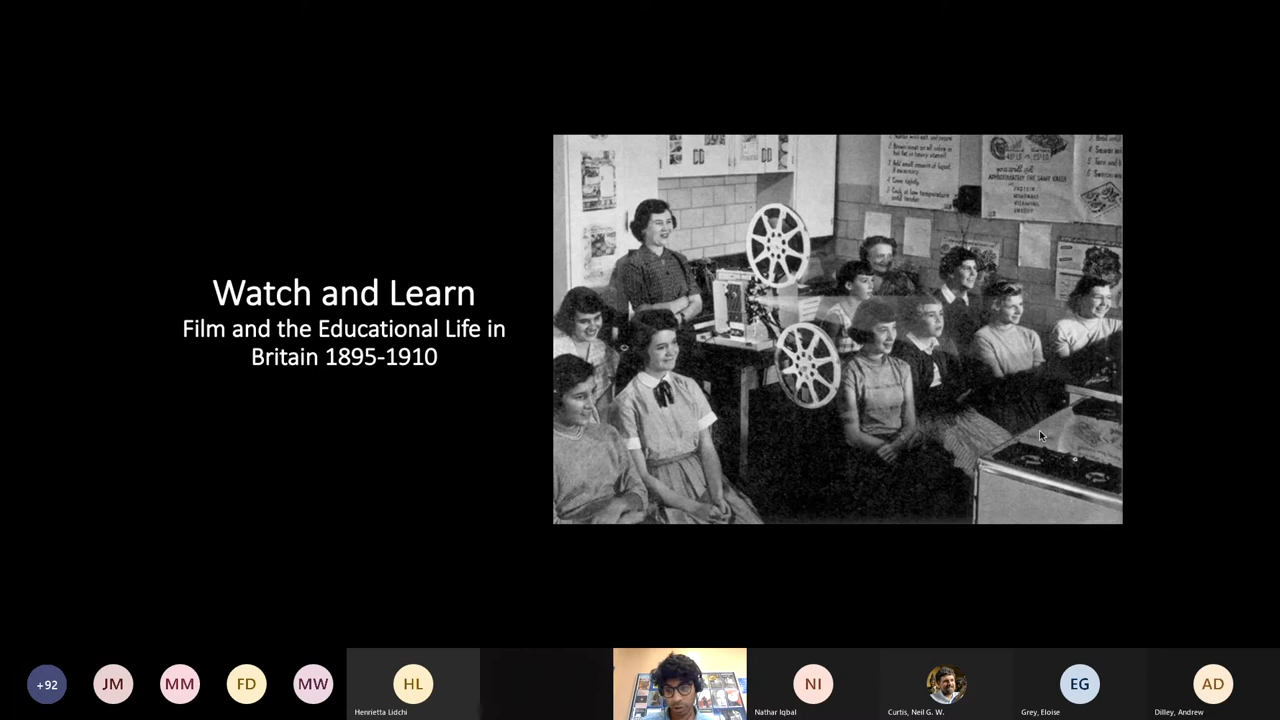 Watch and Learn
Film and the Educational Life in
Britain 1895-1910
+92
JM
MM
FD
MW
HL
NI
EG
AD
Henrietta Lidchi
Nathar Iqbal
Curtis, Neil G. W.
Grey, Eloise
Dilley, Andrew